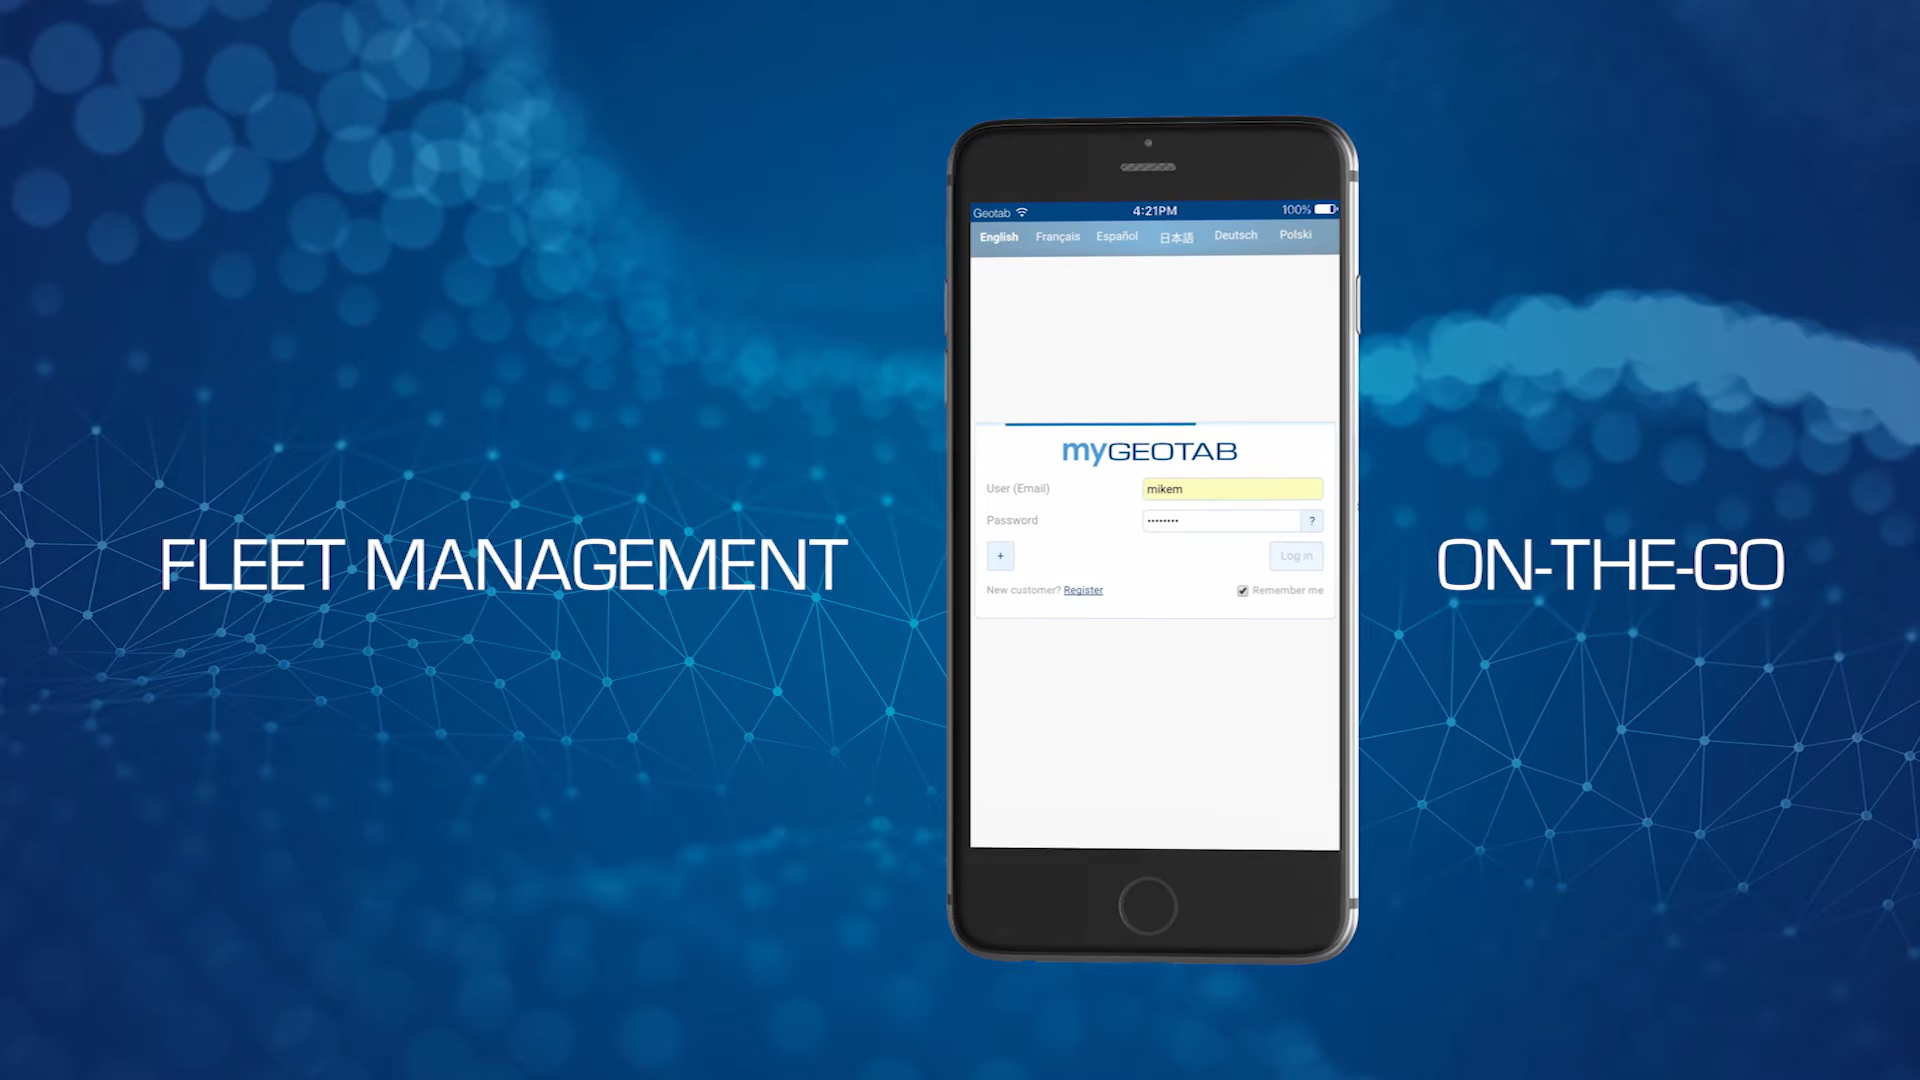 Geotab 4:21PM 100%
English Français Español 日本語 Deutsch Polski
myGEOTAB
User (Email) mikem
Password •••••••• ?
+ Log in
New customer? Register Remember me
FLEET MANAGEMENT
ON-THE-GO